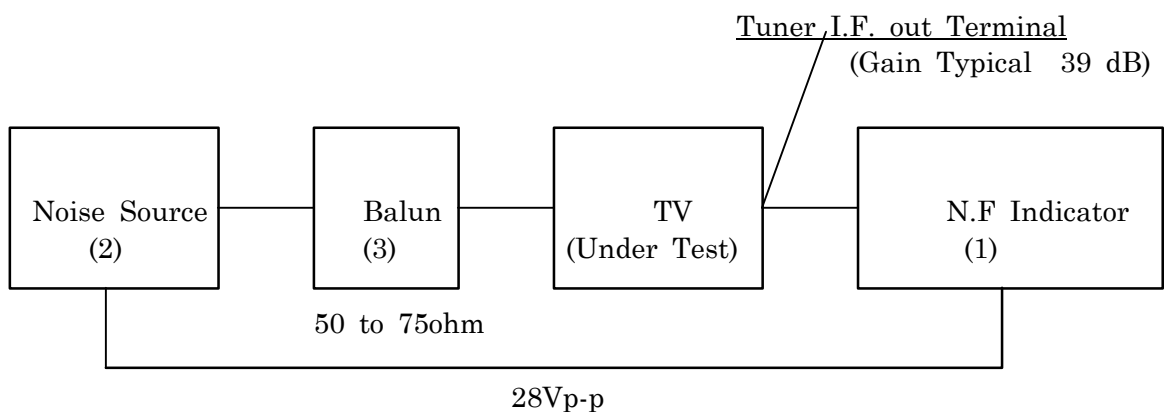 Tuner I.F. out Terminal
(Gain Typical 39 dB)
Noise Source
(2)
Balun
(3)
TV
(Under Test)
N.F Indicator
(1)
50 to 75ohm
28Vp-p